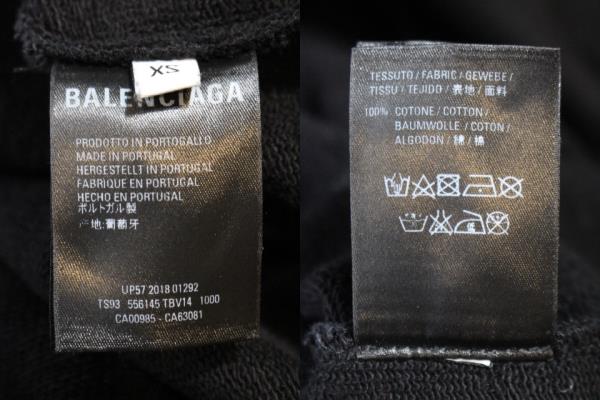 XS
BALENCIAGA
PRODOTTO IN PORTOGALLO
MADE IN PORTUGAL
HERGESTELLT IN PORTUGAL
FABRIQUE EN PORTUGAL
HECHO EN PORTUGAL
ポルトガル製
产地:葡萄牙
UP57 2018 01292
TS93 556145 TBV14 1000
CA00985 - CA63081
TESSUTO / FABRIC / GEWEBE /
TISSU / TEJIDO / 表地 / 面料
100% COTONE / COTTON /
BAUMWOLLE / COTON /
ALGODON / 綿 / 棉